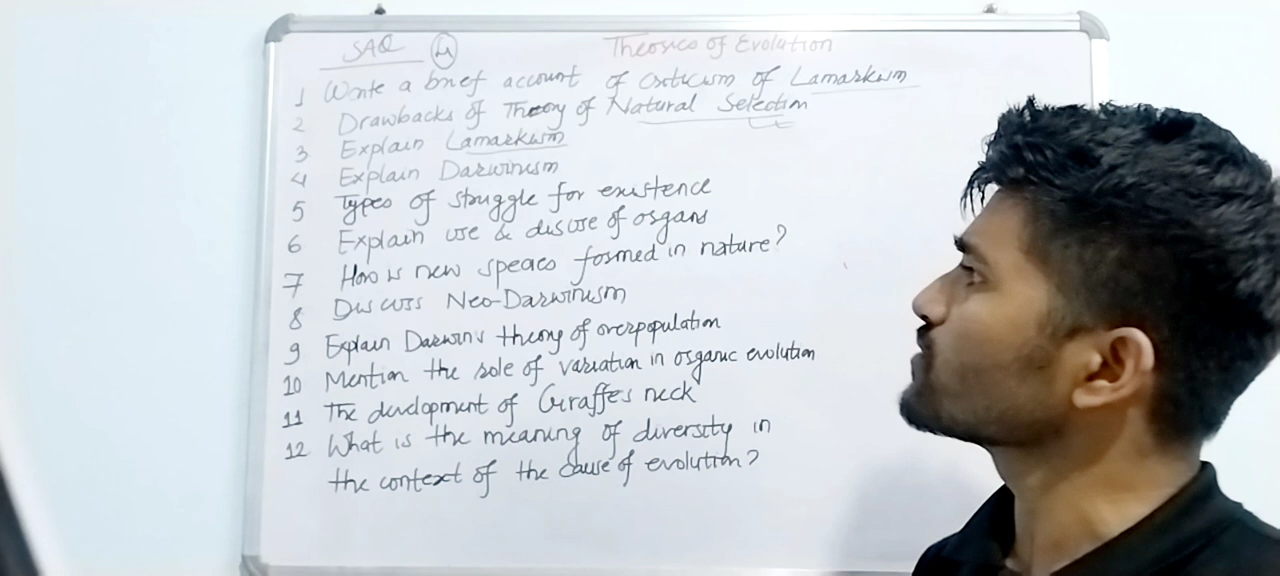 SAQ
Theories of Evolution
1 Write a brief account of criticism of Lamarkism
2 Drawbacks of Theory of Natural Selection
3 Explain Lamarkism
4 Explain Darwinism
5 Types of struggle for existence
6 Explain use & disuse of organs
7 How is new species formed in nature?
8 Discuss Neo-Darwinism
9 Explain Darwins theory of overpopulation
10 Mention the role of variation in organic evolution
11 The development of Giraffes neck
12 What is the meaning of diversity in
the context of the cause of evolution?